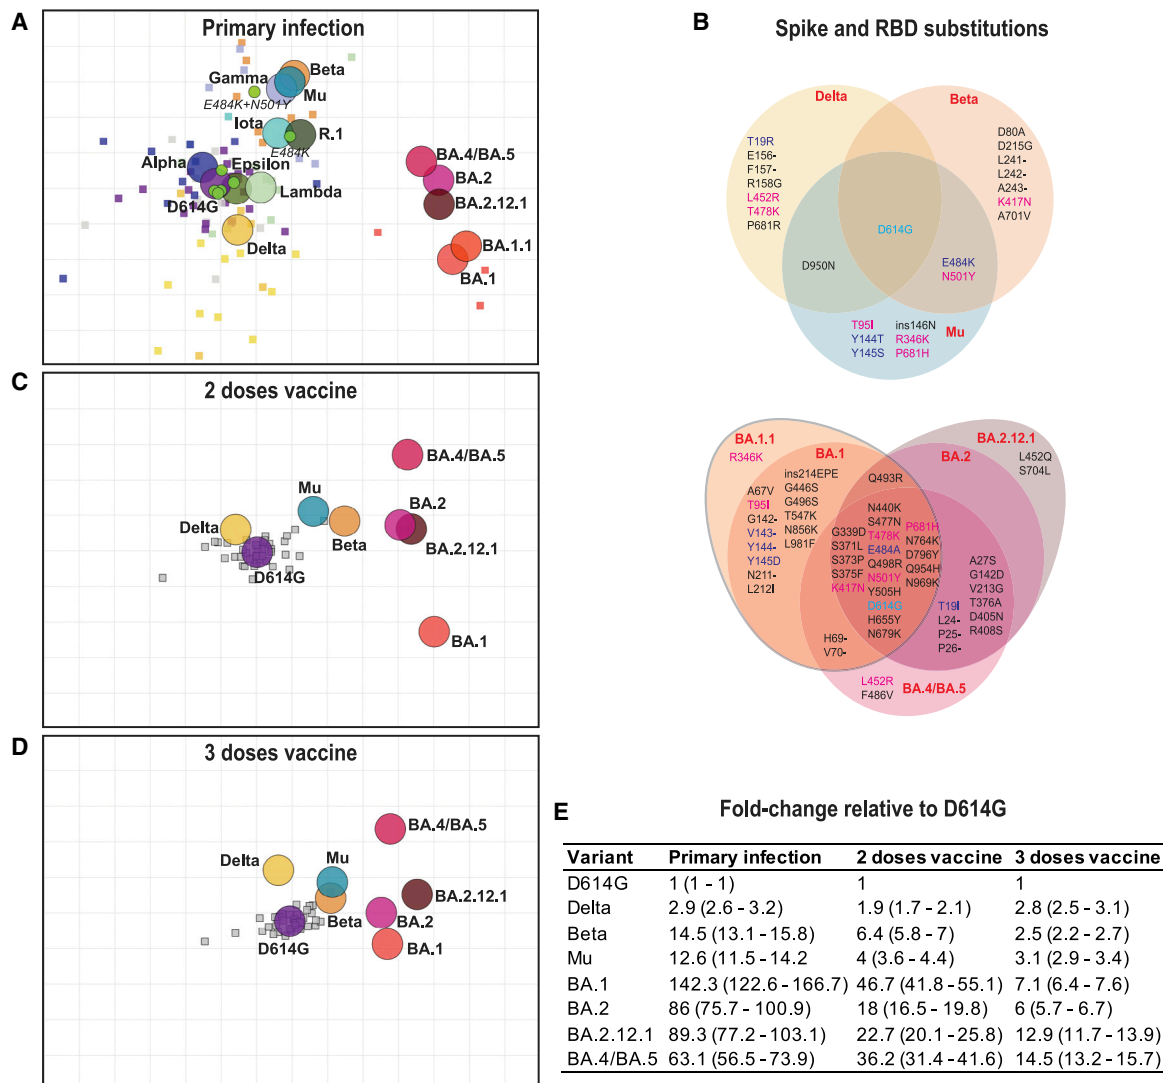 A
Primary infection
Gamma
Beta
Mu
E484K+N501Y
Iota
R.1
E484K
Alpha
Epsilon
Lambda
D614G
Delta
BA.4/BA.5
BA.2
BA.2.12.1
BA.1.1
BA.1
B
Spike and RBD substitutions
Delta
Beta
T19R
E156-
F157-
R158G
L452R
T478K
P681R
D80A
D215G
L241-
L242-
A243-
K417N
A701V
D614G
D950N
E484K
N501Y
T95I
Y144T
Y145S
ins146N
R346K
P681H
Mu
BA.1.1
R346K
BA.1
BA.2
BA.2.12.1
L452Q
S704L
A67V
T95I
G142-
V143-
Y144-
Y145D
N211-
L212I
ins214EPE
G446S
G496S
T547K
N856K
L981F
Q493R
G339D
S371L
S373P
S375F
K417N
N440K
S477N
T478K
E484A
Q498R
N501Y
Y505H
D614G
H655Y
N679K
P681H
N764K
D796Y
Q954H
N969K
H69-
V70-
T19I
L24-
P25-
P26-
A27S
G142D
V213G
T376A
D405N
R408S
L452R
F486V
BA.4/BA.5
C
2 doses vaccine
BA.4/BA.5
Mu
Delta
Beta
BA.2
BA.2.12.1
D614G
BA.1
D
3 doses vaccine
BA.4/BA.5
Delta
Mu
BA.2.12.1
Beta
BA.2
D614G
BA.1
E
Fold-change relative to D614G
Variant Primary infection 2 doses vaccine 3 doses vaccine
D614G 1 (1 - 1) 1 1
Delta 2.9 (2.6 - 3.2) 1.9 (1.7 - 2.1) 2.8 (2.5 - 3.1)
Beta 14.5 (13.1 - 15.8) 6.4 (5.8 - 7) 2.5 (2.2 - 2.7)
Mu 12.6 (11.5 - 14.2 4 (3.6 - 4.4) 3.1 (2.9 - 3.4)
BA.1 142.3 (122.6 - 166.7) 46.7 (41.8 - 55.1) 7.1 (6.4 - 7.6)
BA.2 86 (75.7 - 100.9) 18 (16.5 - 19.8) 6 (5.7 - 6.7)
BA.2.12.1 89.3 (77.2 - 103.1) 22.7 (20.1 - 25.8) 12.9 (11.7 - 13.9)
BA.4/BA.5 63.1 (56.5 - 73.9) 36.2 (31.4 - 41.6) 14.5 (13.2 - 15.7)